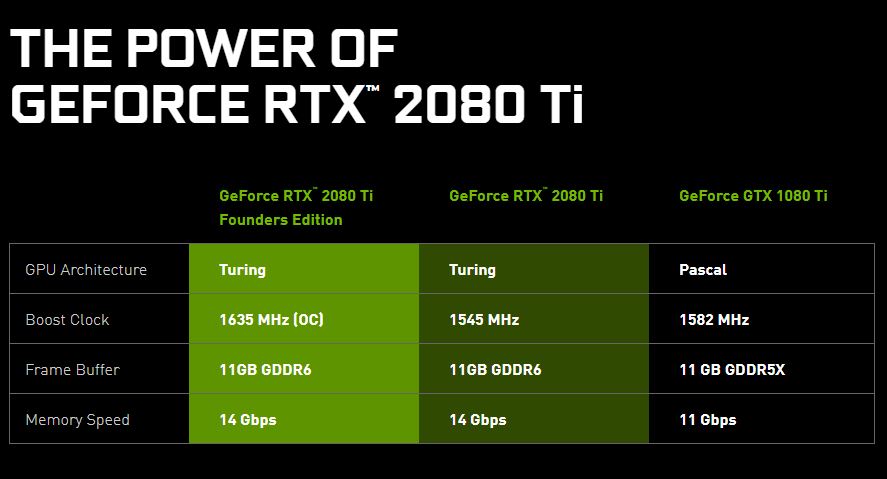 THE POWER OF
GEFORCE RTX™ 2080 Ti
GeForce RTX™ 2080 Ti GeForce RTX™ 2080 Ti GeForce GTX 1080 Ti
Founders Edition
GPU Architecture Turing Turing Pascal
Boost Clock 1635 MHz (OC) 1545 MHz 1582 MHz
Frame Buffer 11GB GDDR6 11GB GDDR6 11 GB GDDR5X
Memory Speed 14 Gbps 14 Gbps 11 Gbps